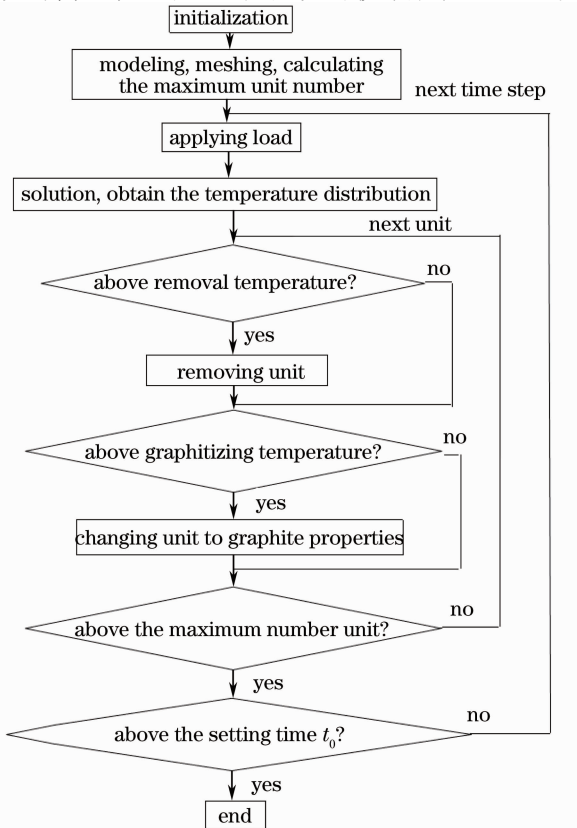 initialization
modeling, meshing, calculating
the maximum unit number
next time step
applying load
solution, obtain the temperature distribution
next unit
above removal temperature?
no
yes
removing unit
above graphitizing temperature?
no
yes
changing unit to graphite properties
above the maximum number unit?
no
yes
above the setting time t₀?
no
yes
end